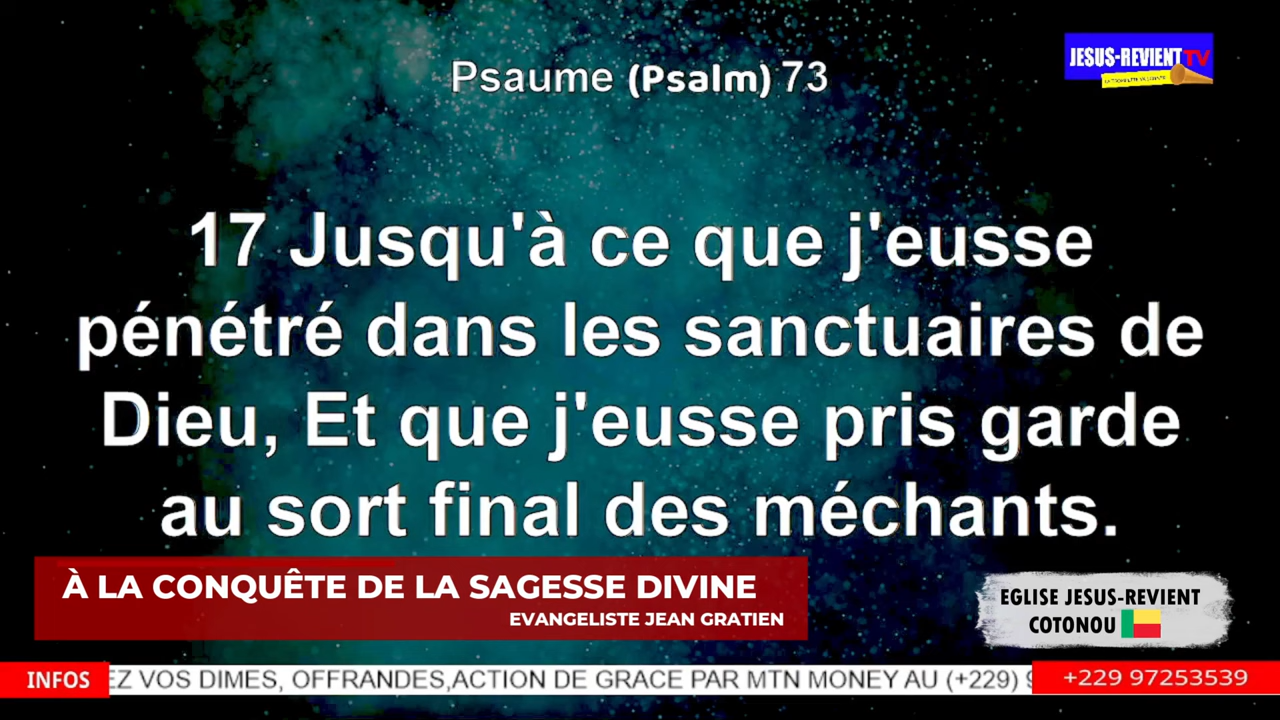 Psaume (Psalm) 73
JESUS-REVIENT TV
17 Jusqu'à ce que j'eusse
pénétré dans les sanctuaires de
Dieu, Et que j'eusse pris garde
au sort final des méchants.
À LA CONQUÊTE DE LA SAGESSE DIVINE
EVANGELISTE JEAN GRATIEN
EGLISE JESUS-REVIENT
COTONOU
INFOS
EZ VOS DIMES, OFFRANDES,ACTION DE GRACE PAR MTN MONEY AU (+229)
+229 97253539